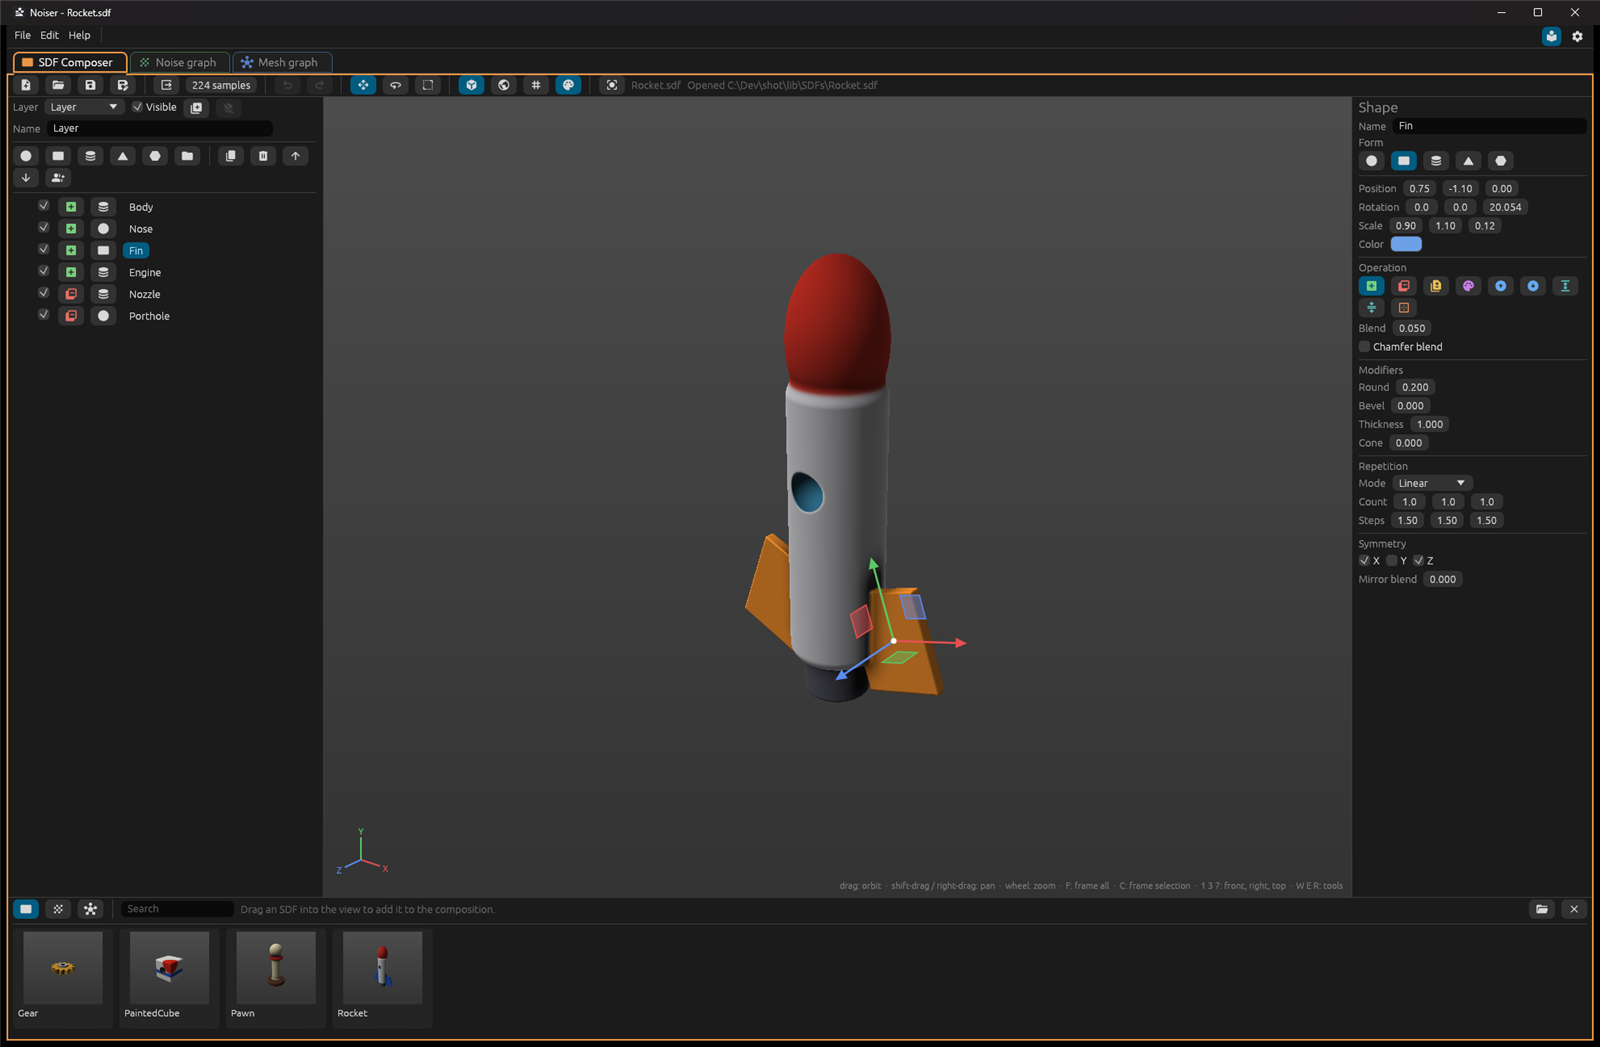 Noiser - Rocket.sdf
File Edit Help
SDF Composer Noise graph Mesh graph
224 samples Rocket.sdf Opened C:\Dev\shot\lib\SDFs\Rocket.sdf
Layer Layer Visible
Name Layer
Body
Nose
Fin
Engine
Nozzle
Porthole
Y
Z X
drag: orbit · shift-drag / right-drag: pan · wheel: zoom · F: frame all · C: frame selection · 1 3 7: front, right, top · W E R: tools
Shape
Name Fin
Form
Position 0.75 -1.10 0.00
Rotation 0.0 0.0 20.054
Scale 0.90 1.10 0.12
Color
Operation
Blend 0.050
Chamfer blend
Modifiers
Round 0.200
Bevel 0.000
Thickness 1.000
Cone 0.000
Repetition
Mode Linear
Count 1.0 1.0 1.0
Steps 1.50 1.50 1.50
Symmetry
X Y Z
Mirror blend 0.000
Search Drag an SDF into the view to add it to the composition.
Gear PaintedCube Pawn Rocket